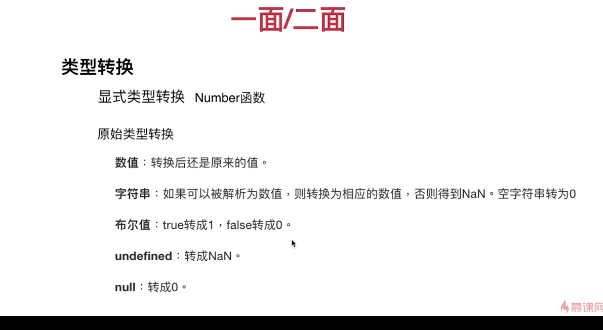 一面/二面
类型转换
显式类型转换 Number函数
原始类型转换
数值：转换后还是原来的值。
字符串：如果可以被解析为数值，则转换为相应的数值，否则得到NaN。空字符串转为0
布尔值：true转成1，false转成0。
undefined：转成NaN。
null：转成0。
慕课网